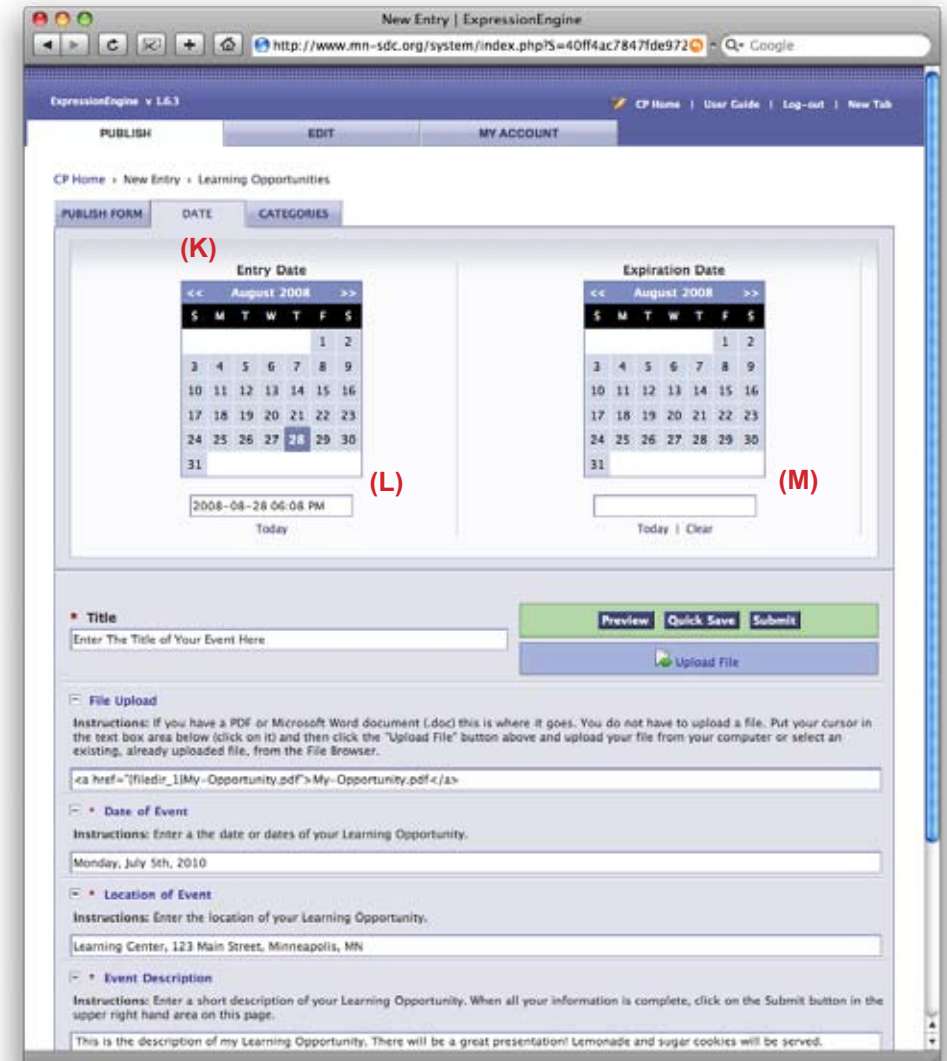 New Entry | ExpressionEngine
http://www.mn-sdc.org/system/index.php?S=40ff4ac7847fde972
Google
ExpressionEngine v 1.6.3
CP Home | User Guide | Log-out | New Tab
PUBLISH EDIT MY ACCOUNT
CP Home › New Entry › Learning Opportunities
PUBLISH FORM DATE CATEGORIES
(K)
Entry Date
<< August 2008 >>
S M T W T F S
1 2
3 4 5 6 7 8 9
10 11 12 13 14 15 16
17 18 19 20 21 22 23
24 25 26 27 28 29 30
31
(L)
2008-08-28 06:08 PM
Today
Expiration Date
<< August 2008 >>
S M T W T F S
1 2
3 4 5 6 7 8 9
10 11 12 13 14 15 16
17 18 19 20 21 22 23
24 25 26 27 28 29 30
31
(M)
Today | Clear
* Title
Enter The Title of Your Event Here
Preview Quick Save Submit
Upload File
File Upload
Instructions: If you have a PDF or Microsoft Word document (.doc) this is where it goes. You do not have to upload a file. Put your cursor in
the text box area below (click on it) and then click the "Upload File" button above and upload your file from your computer or select an
existing, already uploaded file, from the File Browser.
<a href="{filedir_1}My-Opportunity.pdf">My-Opportunity.pdf</a>
* Date of Event
Instructions: Enter a the date or dates of your Learning Opportunity.
Monday, July 5th, 2010
* Location of Event
Instructions: Enter the location of your Learning Opportunity.
Learning Center, 123 Main Street, Minneapolis, MN
* Event Description
Instructions: Enter a short description of your Learning Opportunity. When all your information is complete, click on the Submit button in the
upper right hand area on this page.
This is the description of my Learning Opportunity. There will be a great presentation! Lemonade and sugar cookies will be served.